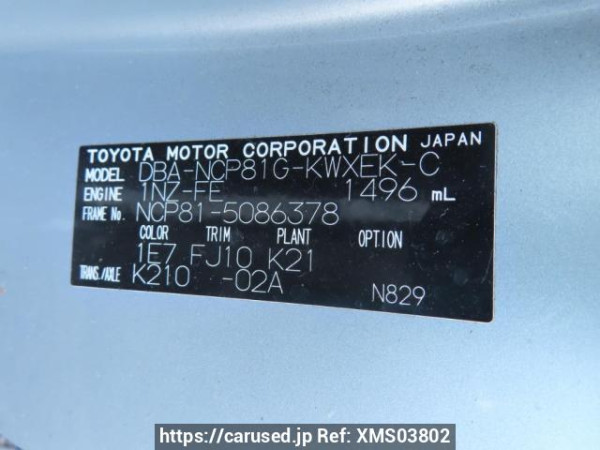 TOYOTA MOTOR CORPORATION JAPAN
MODEL DBA-NCP81G-KWXEK-C
ENGINE 1NZ-FE 1496 mL
FRAME No. NCP81-5086378
COLOR TRIM PLANT OPTION
1E7 FJ10 K21
TRANS./AXLE K210 -02A
N829
https://carused.jp Ref: XMS03802